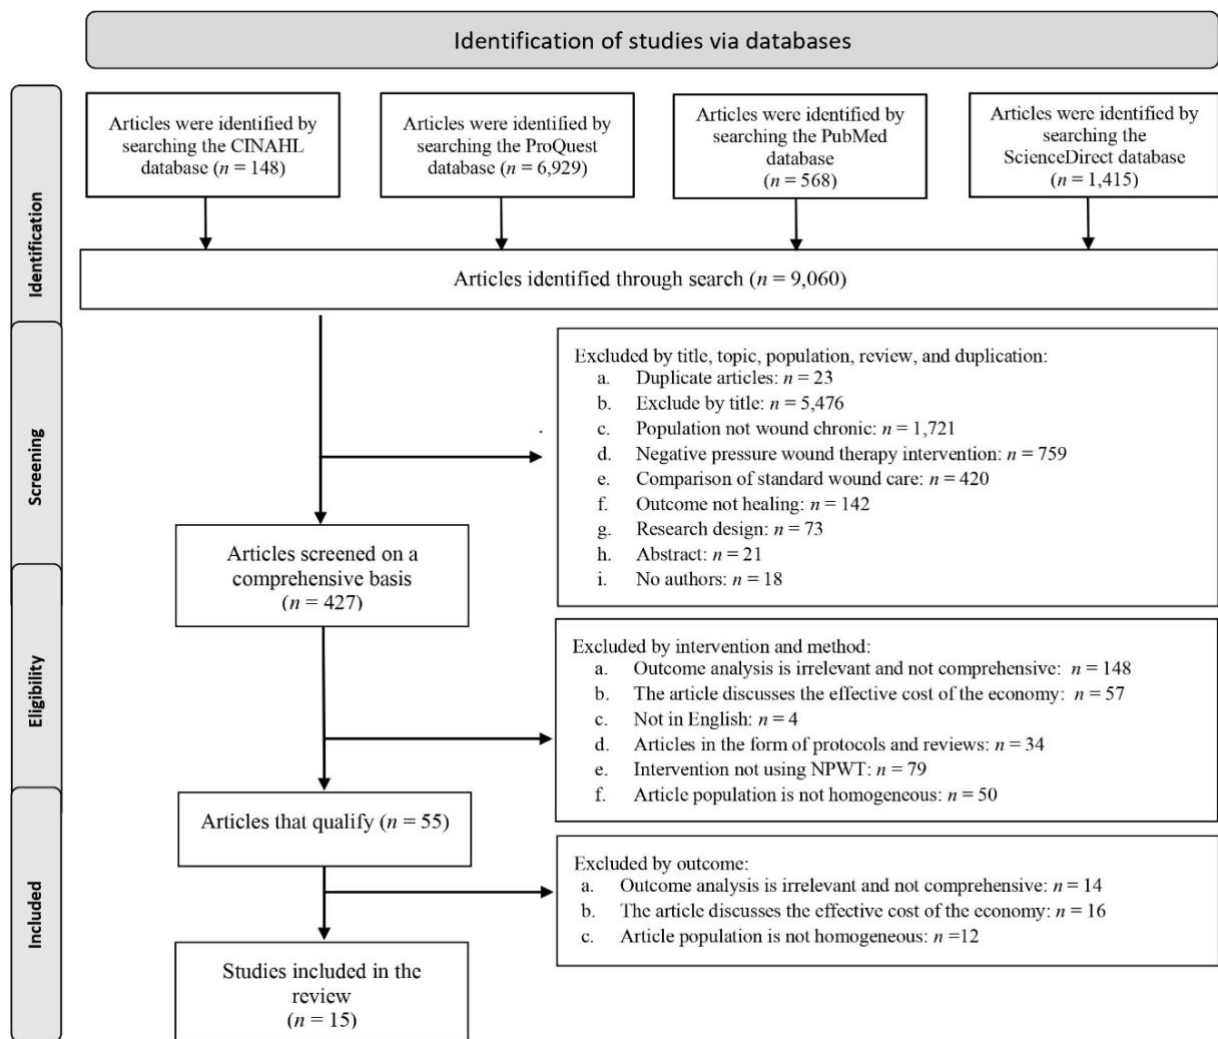 Identification of studies via databases
Identification
Articles were identified by
searching the CINAHL
database (n = 148)
Articles were identified by
searching the ProQuest
database (n = 6,929)
Articles were identified by
searching the PubMed
database
(n = 568)
Articles were identified by
searching the
ScienceDirect database
(n = 1,415)
Articles identified through search (n = 9,060)
Screening
Excluded by title, topic, population, review, and duplication:
a. Duplicate articles: n = 23
b. Exclude by title: n = 5,476
c. Population not wound chronic: n = 1,721
d. Negative pressure wound therapy intervention: n = 759
e. Comparison of standard wound care: n = 420
f. Outcome not healing: n = 142
g. Research design: n = 73
h. Abstract: n = 21
i. No authors: n = 18
Articles screened on a
comprehensive basis
(n = 427)
Eligibility
Excluded by intervention and method:
a. Outcome analysis is irrelevant and not comprehensive: n = 148
b. The article discusses the effective cost of the economy: n = 57
c. Not in English: n = 4
d. Articles in the form of protocols and reviews: n = 34
e. Intervention not using NPWT: n = 79
f. Article population is not homogeneous: n = 50
Articles that qualify (n = 55)
Included
Excluded by outcome:
a. Outcome analysis is irrelevant and not comprehensive: n = 14
b. The article discusses the effective cost of the economy: n = 16
c. Article population is not homogeneous: n =12
Studies included in the
review
(n = 15)